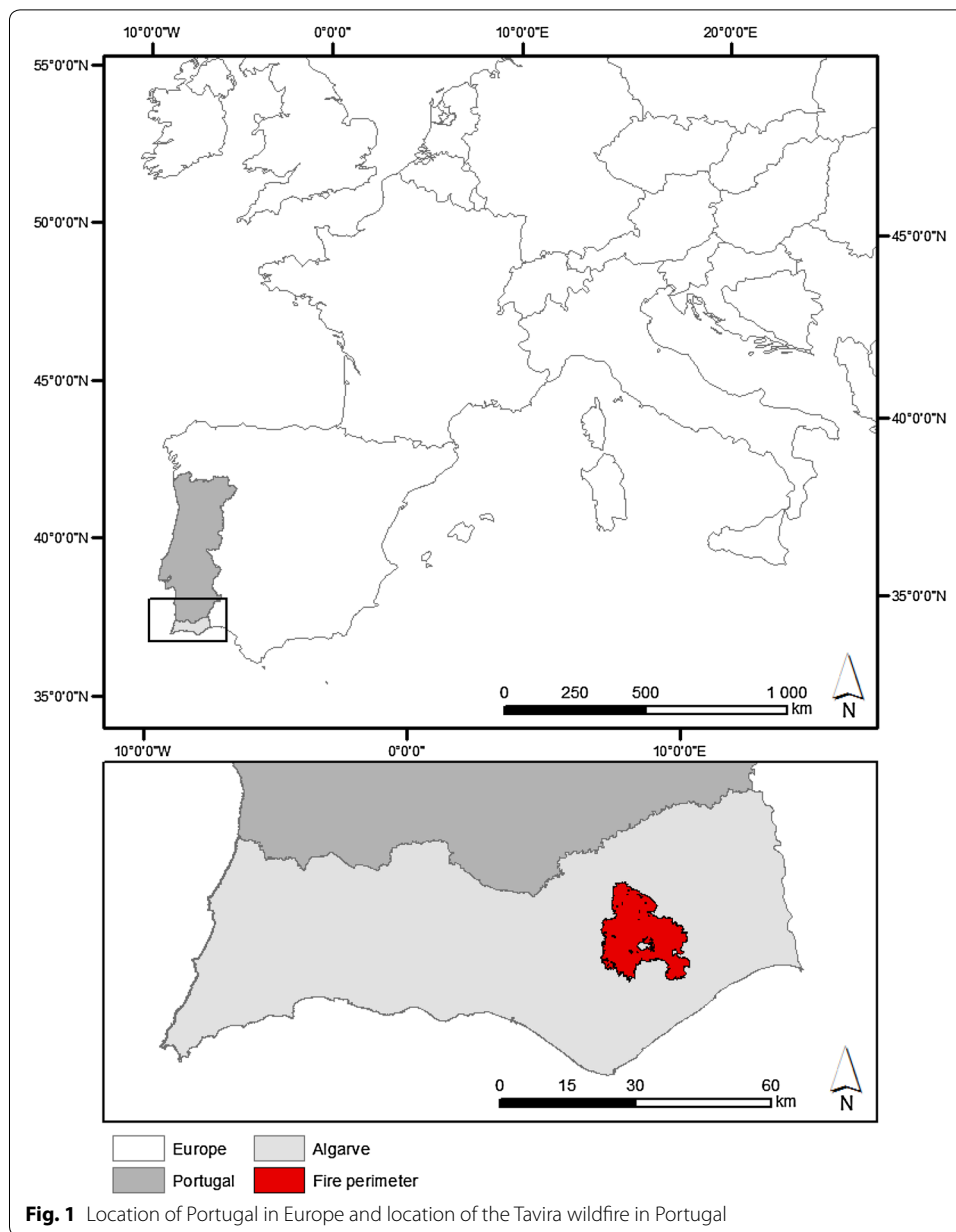 10°0'0"W 0°0'0" 10°0'0"E 20°0'0"E
55°0'0"N
50°0'0"N
45°0'0"N
45°0'0"N
40°0'0"N
40°0'0"N
35°0'0"N
35°0'0"N
0 250 500 1 000
km
N
10°0'0"W 0°0'0" 10°0'0"E
0 15 30 60
km
N
Europe Algarve
Portugal Fire perimeter
Fig. 1 Location of Portugal in Europe and location of the Tavira wildfire in Portugal